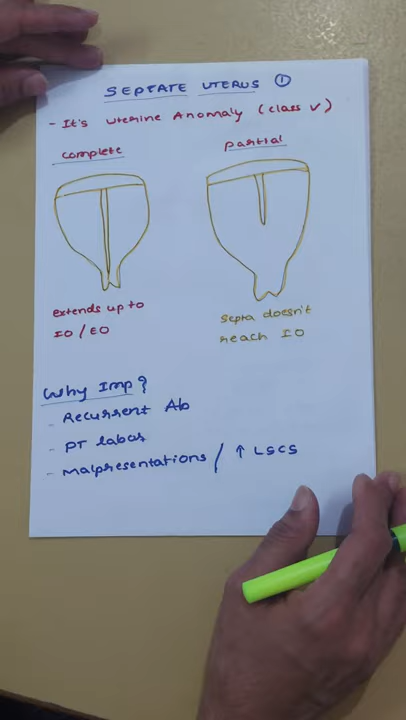 SEPTATE UTERUS ①
- It's uterine Anomaly (class V)
complete
partial
extends up to
IO / EO
Septa doesn't
reach IO
Why Imp?
- Recurrent Ab
- PT labor
- Malpresentations / ↑ LSCS